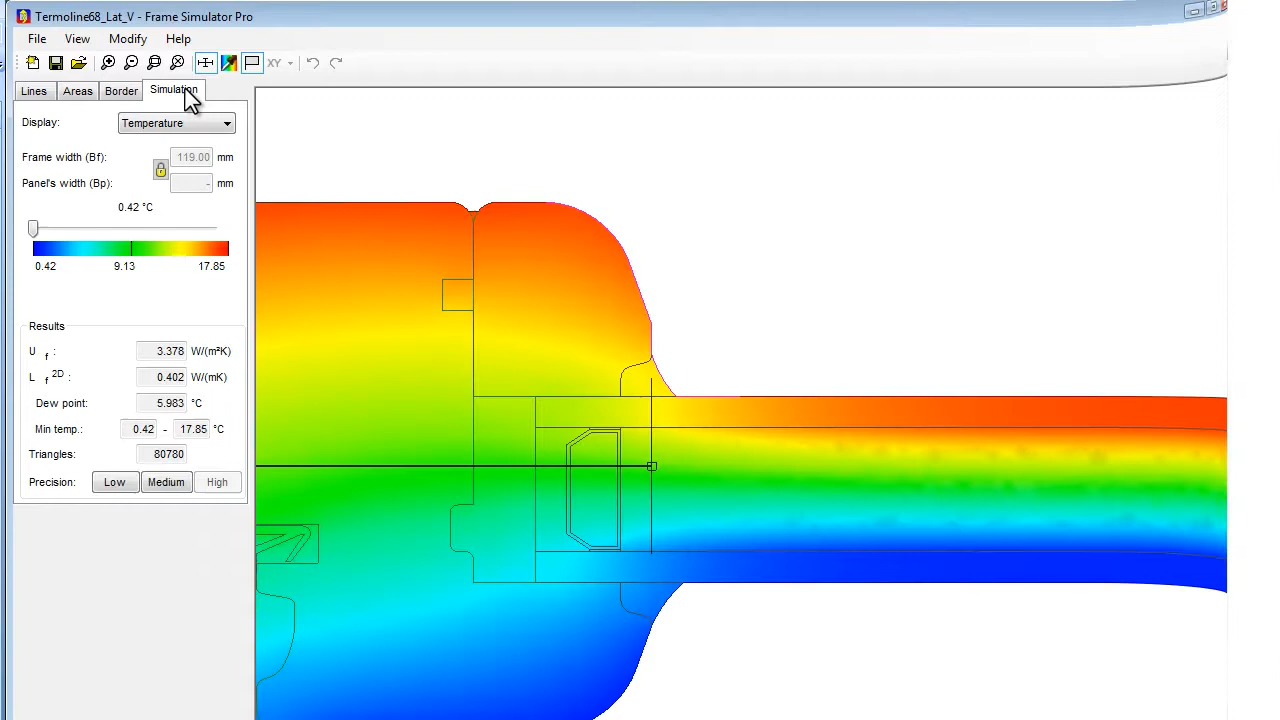 Termoline68_Lat_V - Frame Simulator Pro
File View Modify Help
XY
Lines Areas Border Simulation
Display: Temperature
Frame width (Bf): 119.00 mm
Panel's width (Bp): - mm
0.42 °C
0.42 9.13 17.85
Results
U f : 3.378 W/(m²K)
L f 2D : 0.402 W/(mK)
Dew point: 5.983 °C
Min temp.: 0.42 - 17.85 °C
Triangles: 80780
Precision: Low Medium High